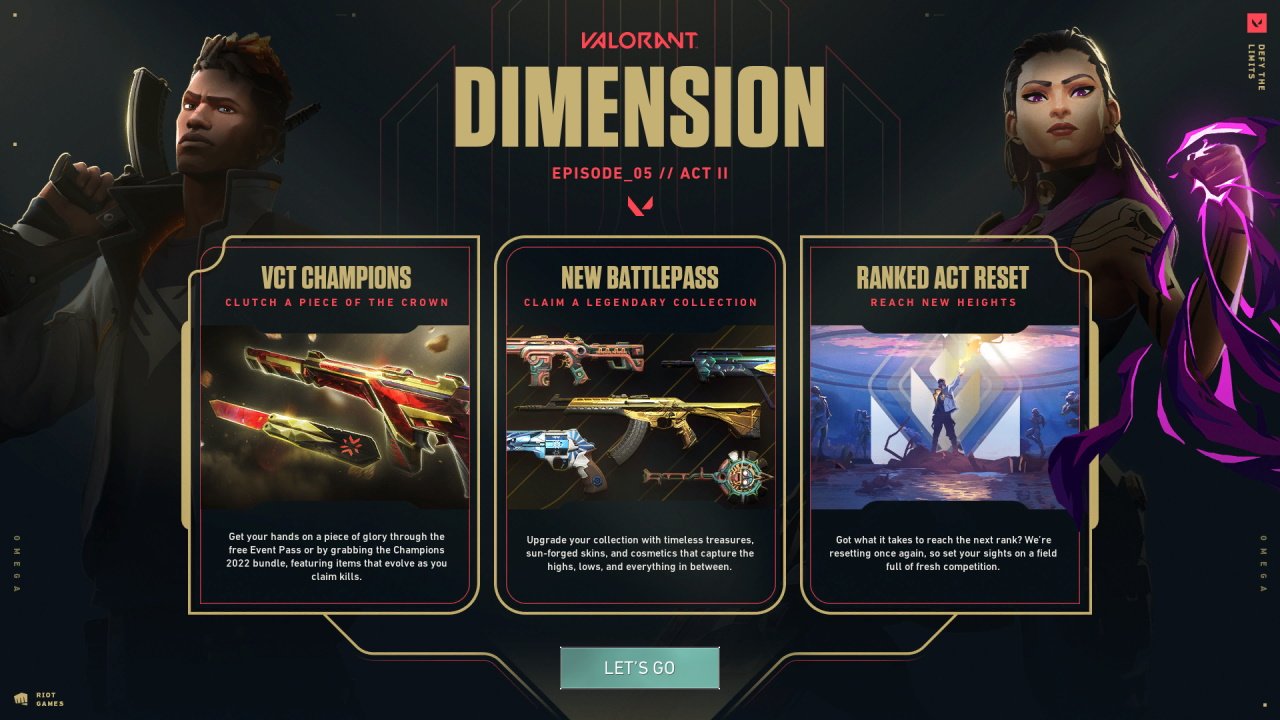 VALORANT
DEFY THE
LIMITS
DIMENSION
EPISODE_05 // ACT II
VCT CHAMPIONS
CLUTCH A PIECE OF THE CROWN
Get your hands on a piece of glory through the
free Event Pass or by grabbing the Champions
2022 bundle, featuring items that evolve as you
claim kills.
NEW BATTLEPASS
CLAIM A LEGENDARY COLLECTION
Upgrade your collection with timeless treasures,
sun-forged skins, and cosmetics that capture the
highs, lows, and everything in between.
RANKED ACT RESET
REACH NEW HEIGHTS
Got what it takes to reach the next rank? We're
resetting once again, so set your sights on a field
full of fresh competition.
OMEGA
OMEGA
LET'S GO
RIOT
GAMES